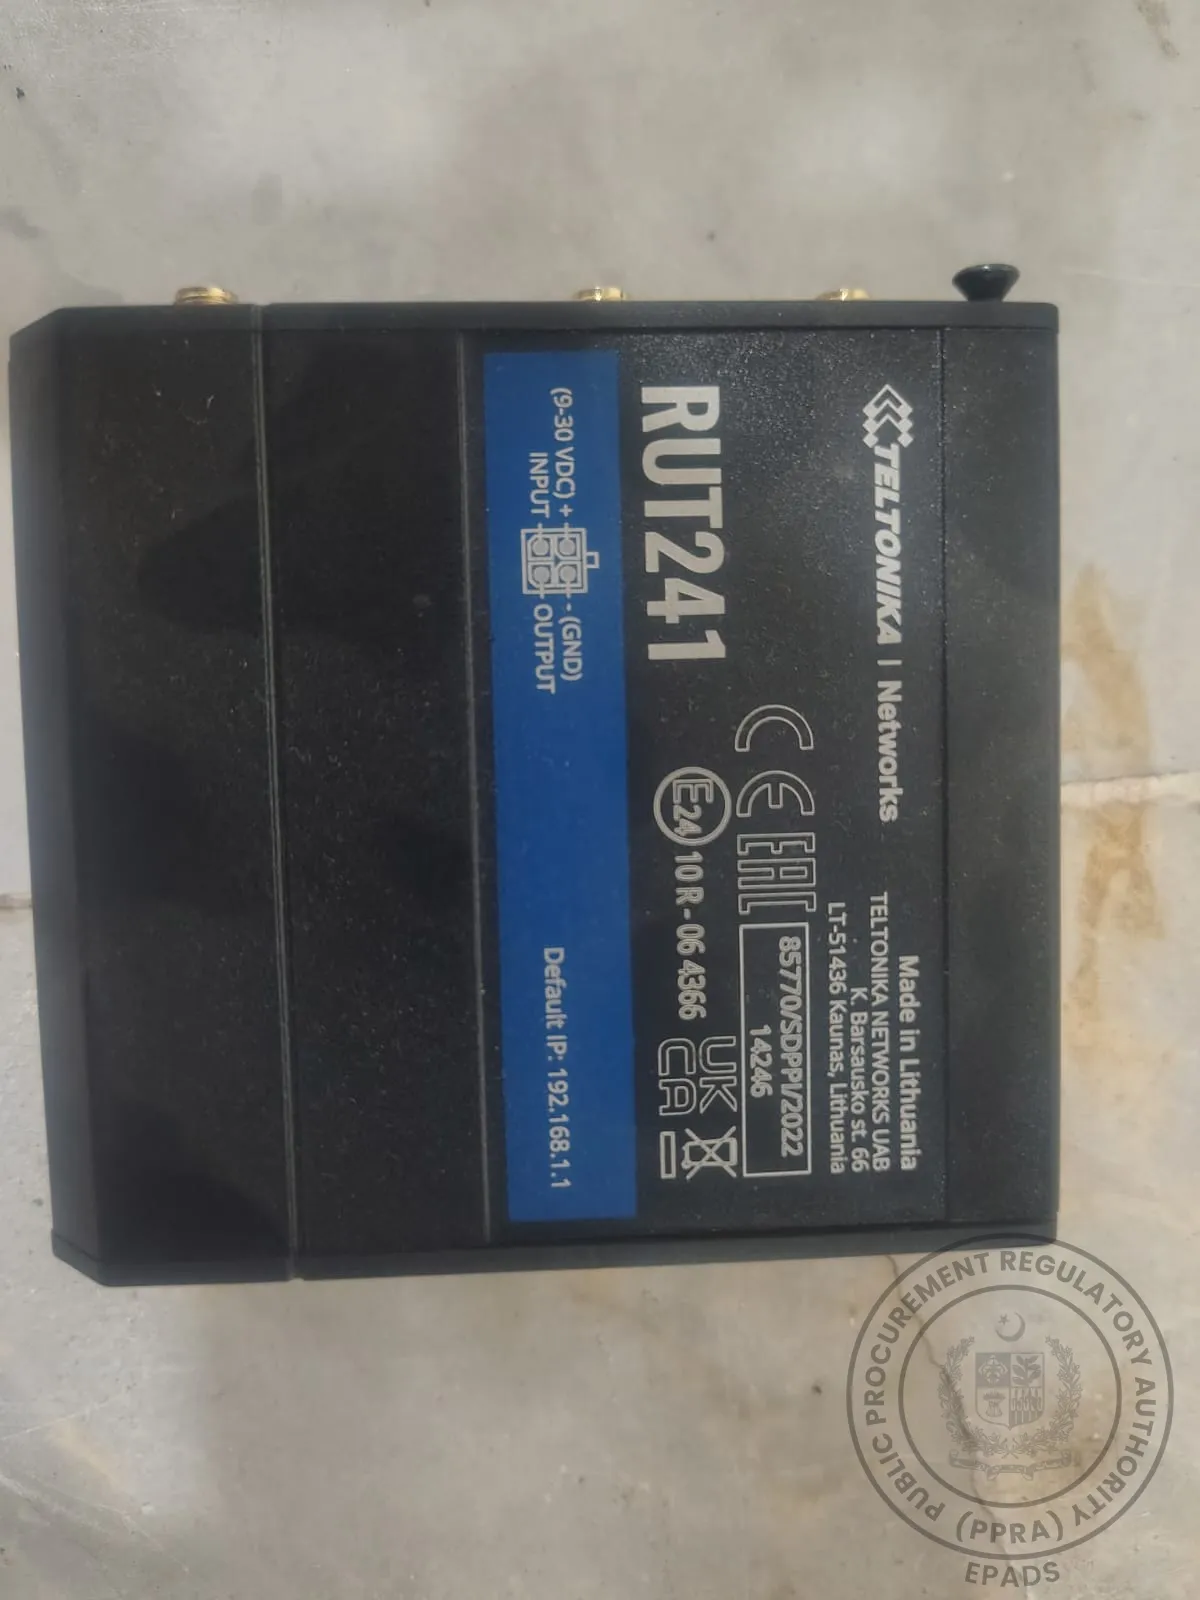 TELTONIKA | Networks
Made in Lithuania
TELTONIKA NETWORKS UAB
K. Barsausko st. 66
LT-51436 Kaunas, Lithuania
CE EAC
85770/SDPPI/2022
14246
RUT241
E24 10 R - 06 4366
UK
CA
(9-30 VDC) + - (GND)
INPUT OUTPUT
Default IP: 192.168.1.1
PUBLIC PROCUREMENT REGULATORY AUTHORITY
(PPRA)
EPADS